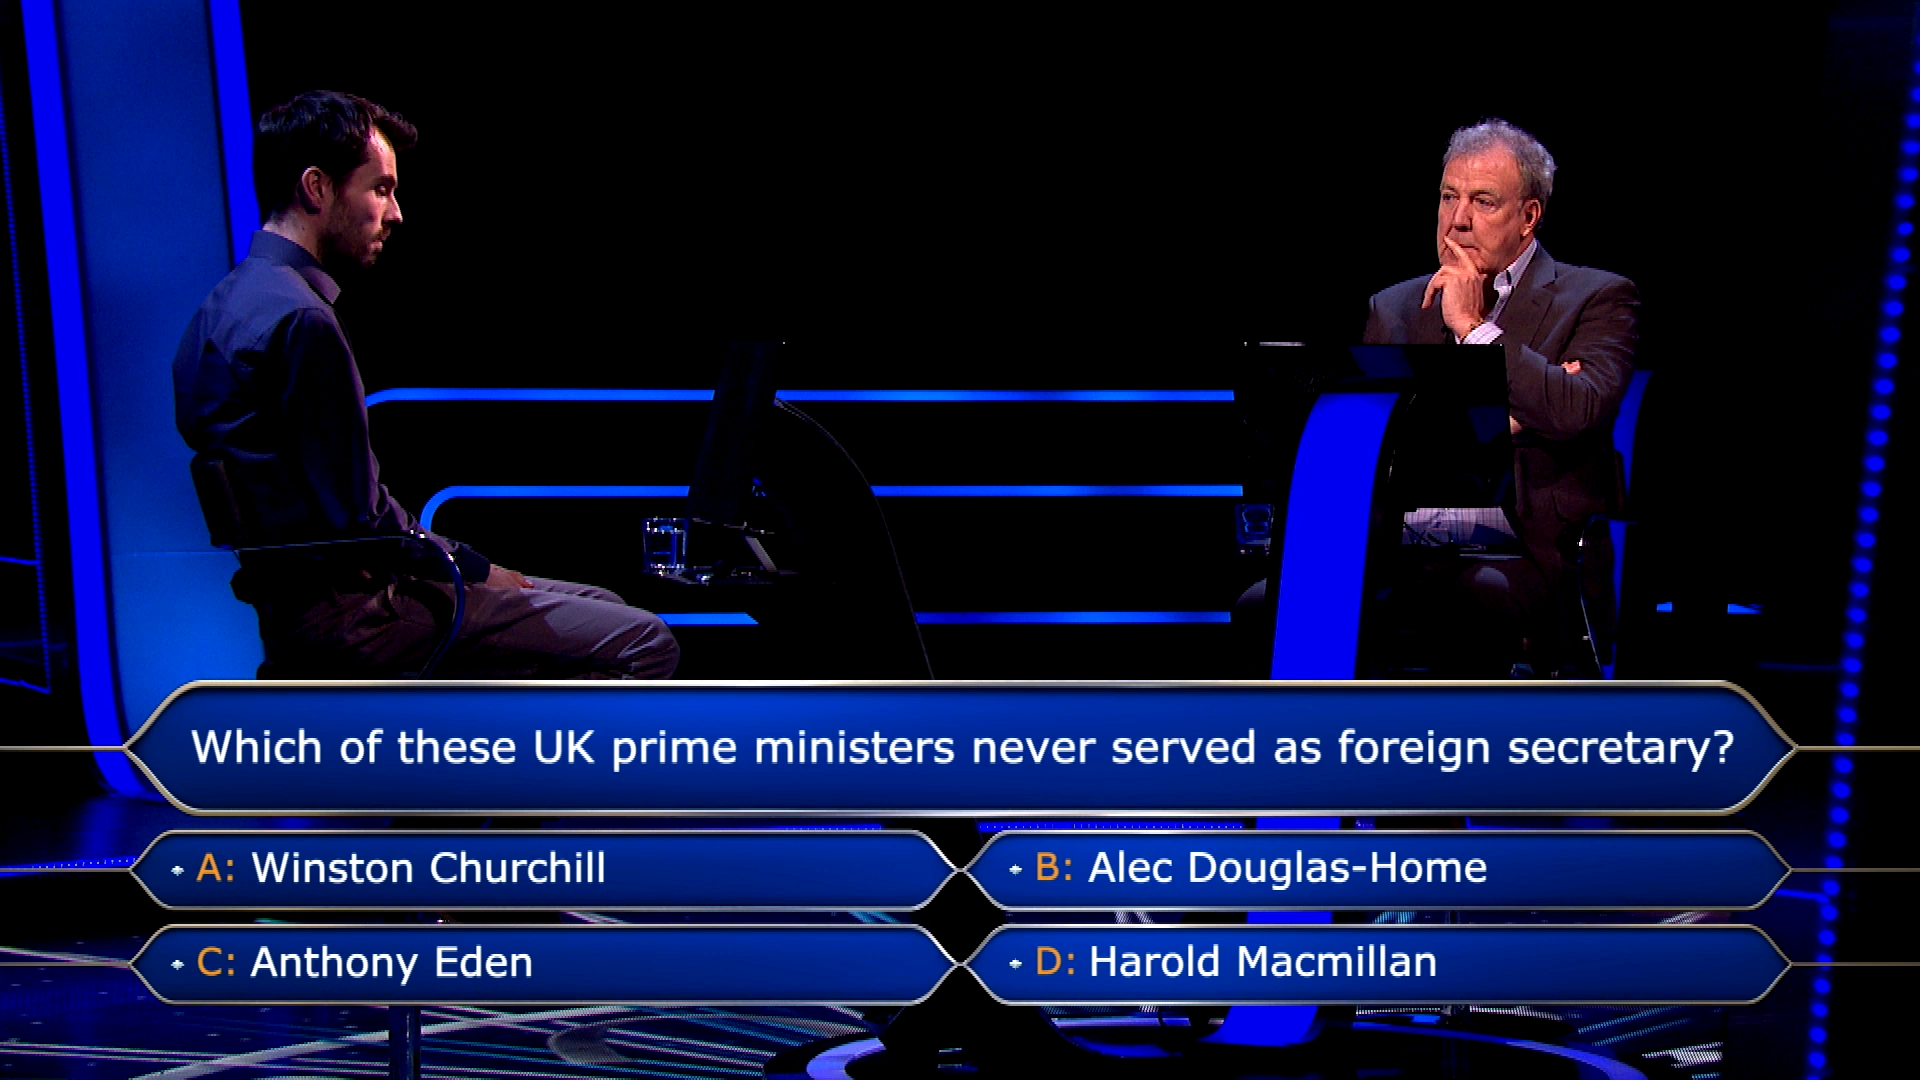 Which of these UK prime ministers never served as foreign secretary?
A: Winston Churchill
B: Alec Douglas-Home
C: Anthony Eden
D: Harold Macmillan